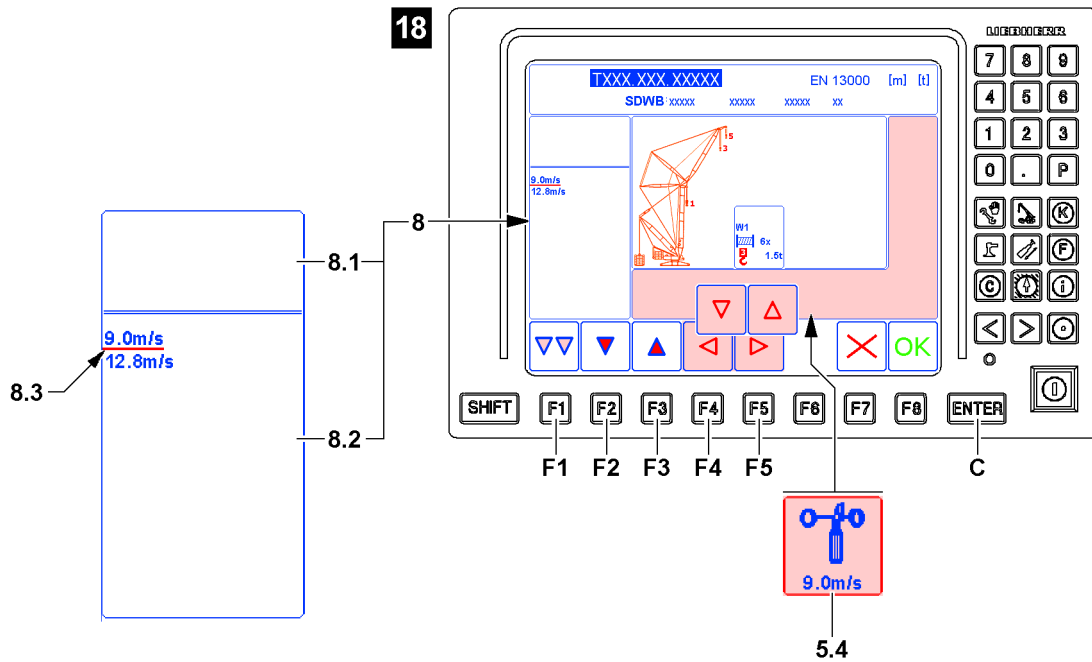 18
LIEBHERR
TXXX.XXX.XXXXX
EN 13000 [m] [t]
SDWB: xxxxx xxxxx xxxxx xx
9.0m/s
12.8m/s
5
3
1
W1
6x
3
1.5t
OK
7 8 9
4 5 6
1 2 3
0 . P
K
F
C i
SHIFT F1 F2 F3 F4 F5 F6 F7 F8 ENTER
F1 F2 F3 F4 F5 C
8
8.1
9.0m/s
12.8m/s
8.3
8.2
9.0m/s
5.4